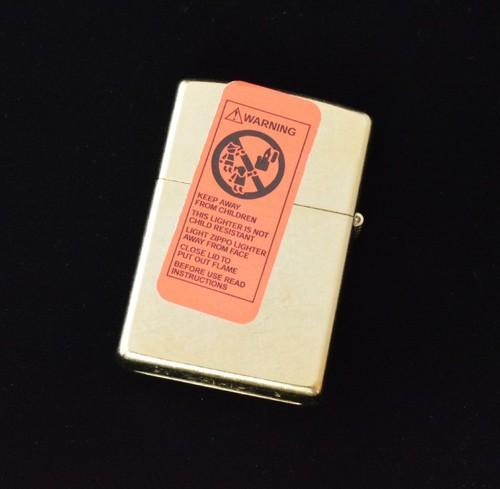 WARNING
KEEP AWAY
FROM CHILDREN
THIS LIGHTER IS NOT
CHILD RESISTANT
LIGHT ZIPPO LIGHTER
AWAY FROM FACE
CLOSE LID TO
PUT OUT FLAME
BEFORE USE READ
INSTRUCTIONS